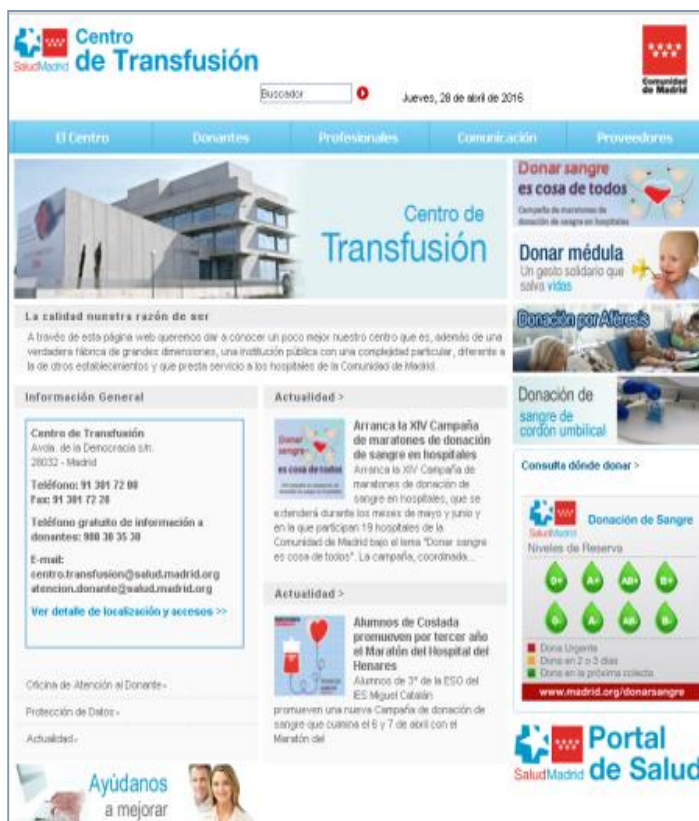 SaludMadrid
Centro
de Transfusión
Buscador
Jueves, 28 de abril de 2016
Comunidad
de Madrid
El Centro
Donantes
Profesionales
Comunicación
Proveedores
Centro de
Transfusión
Donar sangre
es cosa de todos
Campaña de maratones de
donación de sangre en hospitales
Donar médula
Un gesto solidario que
salva vidas
Donación por Aféresis
Donación de
sangre de
cordón umbilical
La calidad nuestra razón de ser
A través de esta página web queremos dar a conocer un poco mejor nuestro centro que es, además de una
verdadera fábrica de grandes dimensiones, una institución pública con una complejidad particular, diferente a
la de otros establecimientos y que presta servicio a los hospitales de la Comunidad de Madrid.
Información General
Centro de Transfusión
Avda. de la Democracia s/n.
28032 - Madrid
Teléfono: 91 301 72 00
Fax: 91 301 72 20
Teléfono gratuito de información a
donantes: 900 30 35 30
E-mail:
centro.transfusion@salud.madrid.org
atencion.donante@salud.madrid.org
Ver detalle de localización y accesos >>
Oficina de Atención al Donante
Protección de Datos
Actualidad
Ayúdanos
a mejorar
Actualidad >
Donar
sangre
es cosa de todos
Arranca la XIV Campaña
de maratones de donación
de sangre en hospitales
Arranca la XIV Campaña de
maratones de donación de
sangre en hospitales, que se
extenderá durante los meses de mayo y junio y
en la que participan 19 hospitales de la
Comunidad de Madrid bajo el lema "Donar sangre
es cosa de todos". La campaña, coordinada...
Actualidad >
Alumnos de Coslada
promueven por tercer año
el Maratón del Hospital del
Henares
Alumnos de 3º de la ESO del
IES Miguel Catalán
promueven una nueva Campaña de donación de
sangre que culmina el 6 y 7 de abril con el
Maratón del
Consulta dónde donar >
SaludMadrid
Donación de Sangre
Niveles de Reserva
0+ A+ AB+ B+
0- A- AB- B-
Dona Urgente
Dona en 2 o 3 días
Dona en la próxima colecta
www.madrid.org/donarsangre
SaludMadrid
Portal
de Salud